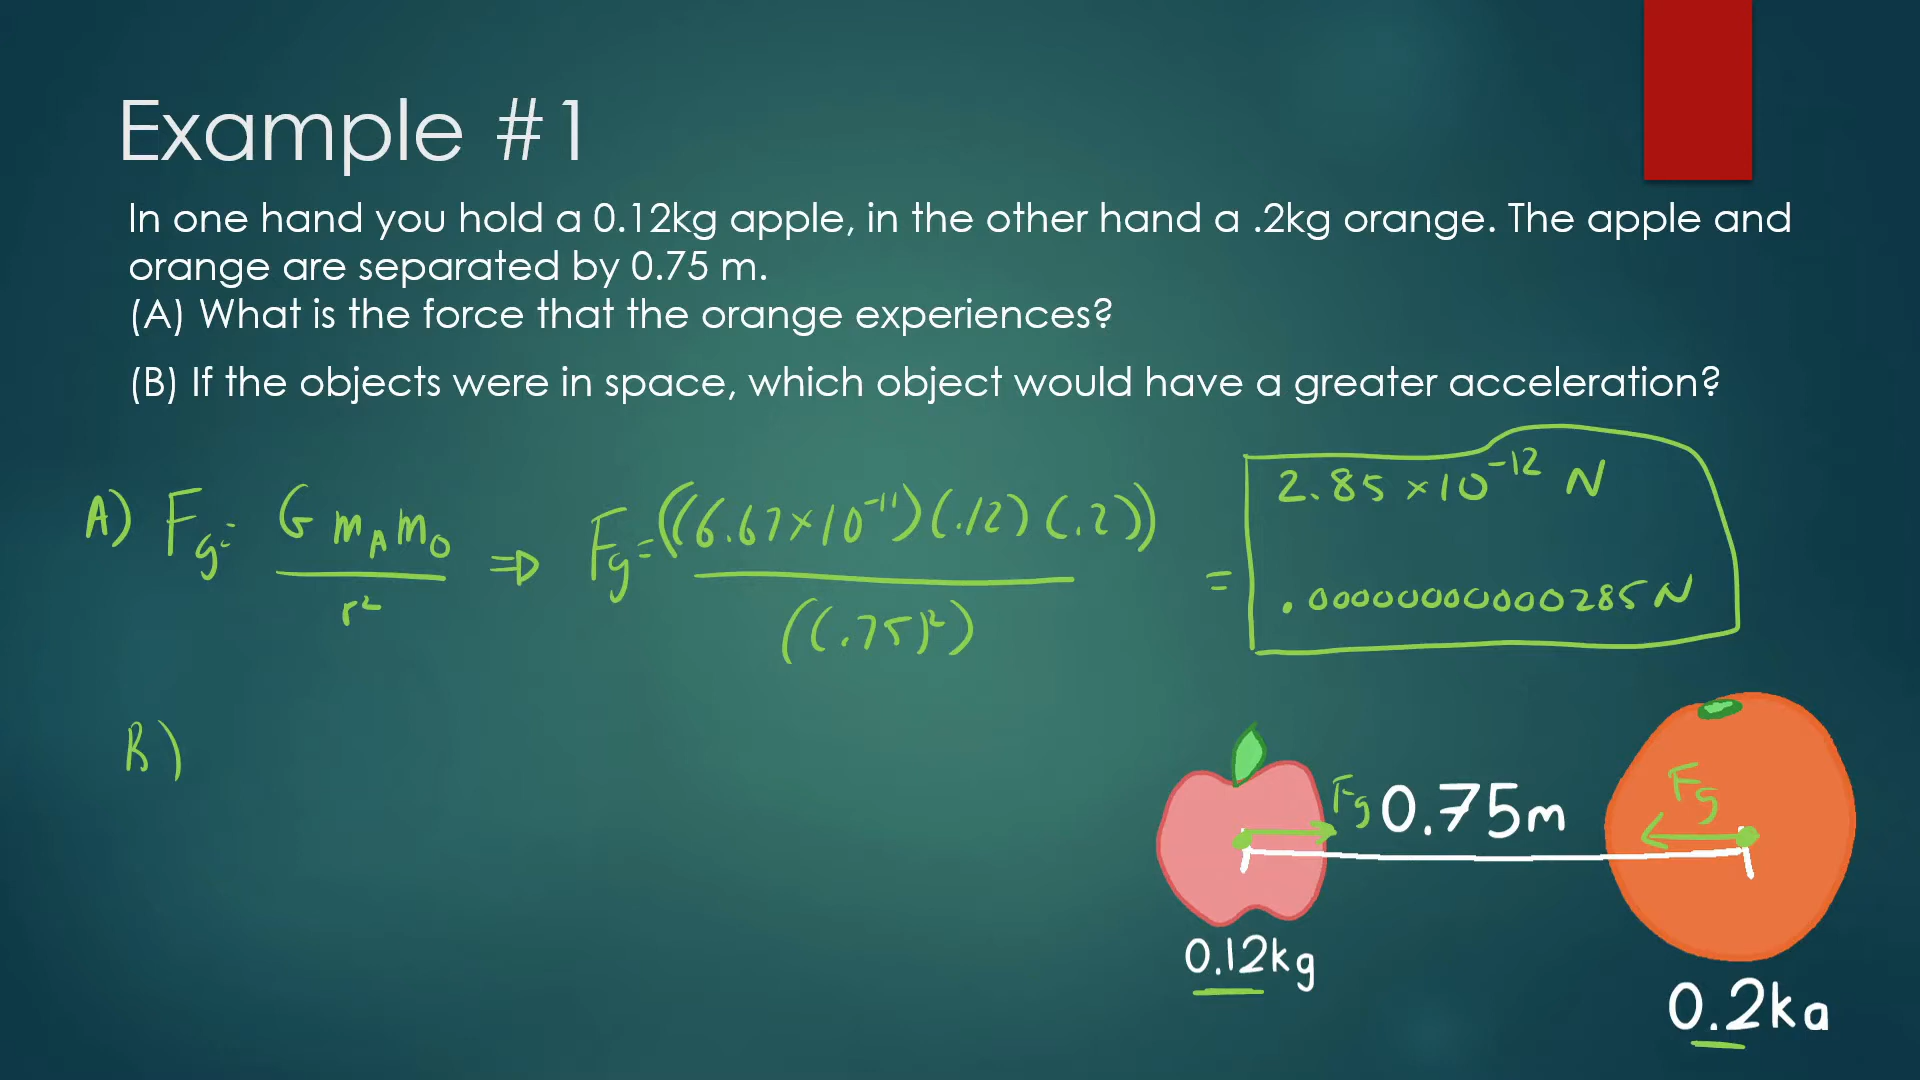 Example #1
In one hand you hold a 0.12kg apple, in the other hand a .2kg orange. The apple and
orange are separated by 0.75 m.
(A) What is the force that the orange experiences?
(B) If the objects were in space, which object would have a greater acceleration?
A) Fg = G mA mO / r² ⇒ Fg = ((6.67×10⁻¹¹)(.12)(.2)) / ((.75)²) = 2.85 ×10⁻¹² N
.00000000000285 N
B)
Fg 0.75m Fg
0.12kg
0.2ka